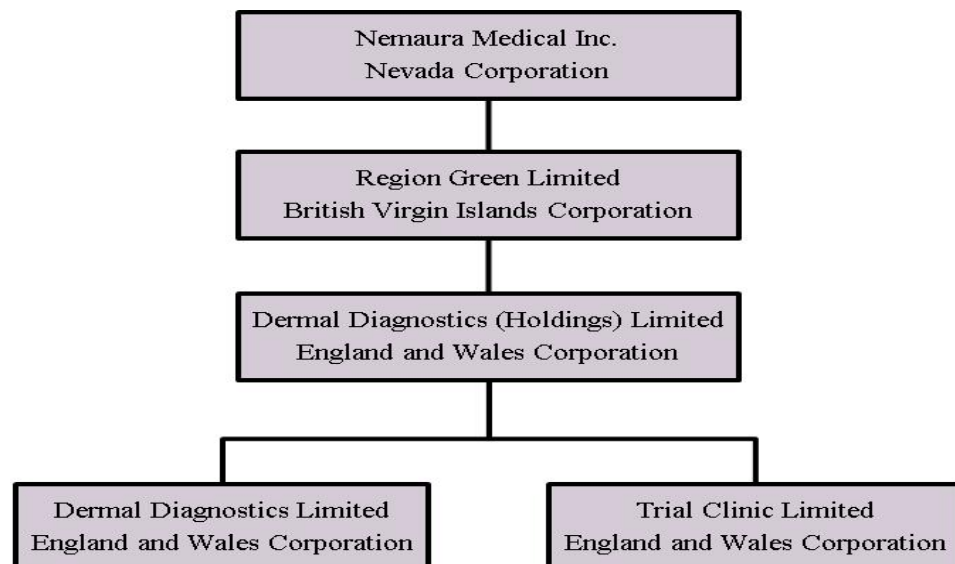 Nemaura Medical Inc.
Nevada Corporation
Region Green Limited
British Virgin Islands Corporation
Dermal Diagnostics (Holdings) Limited
England and Wales Corporation
Dermal Diagnostics Limited
England and Wales Corporation
Trial Clinic Limited
England and Wales Corporation